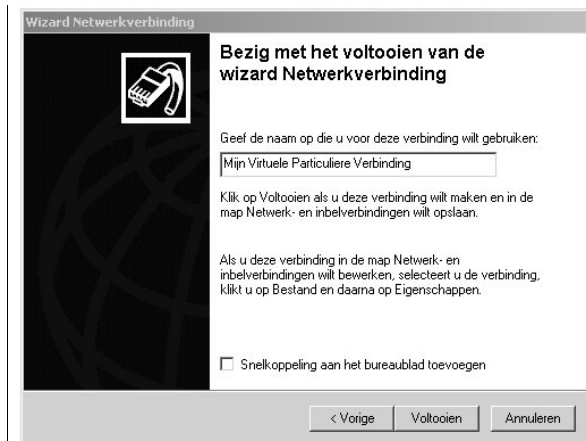 Wizard Netwerkverbinding
Bezig met het voltooien van de
wizard Netwerkverbinding
Geef de naam op die u voor deze verbinding wilt gebruiken:
Mijn Virtuele Particuliere Verbinding
Klik op Voltooien als u deze verbinding wilt maken en in de
map Netwerk- en inbelverbindingen wilt opslaan.
Als u deze verbinding in de map Netwerk- en
inbelverbindingen wilt bewerken, selecteert u de verbinding,
klikt u op Bestand en daarna op Eigenschappen.
Snelkoppeling aan het bureaublad toevoegen
< Vorige
Voltooien
Annuleren